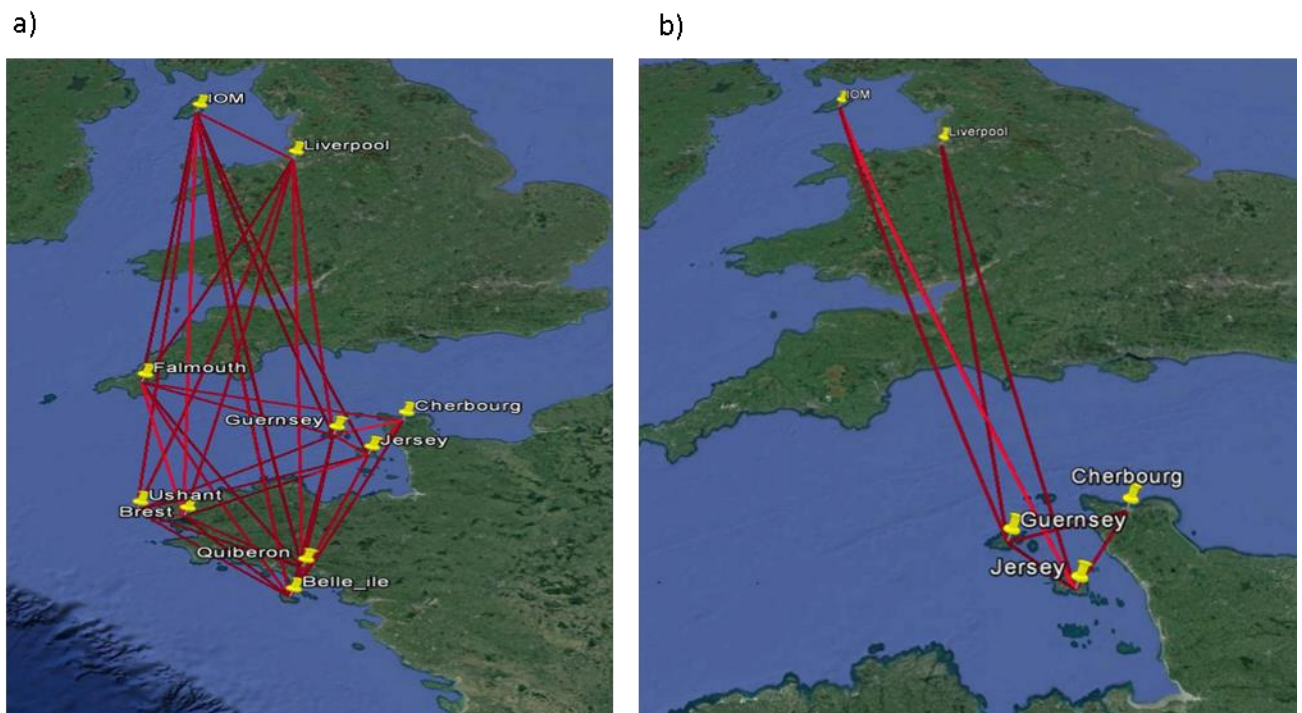 a)
b)
IOM
Liverpool
Falmouth
Guernsey
Cherbourg
Jersey
Ushant
Brest
Quiberon
Belle_ile
IOM
Liverpool
Cherbourg
Guernsey
Jersey